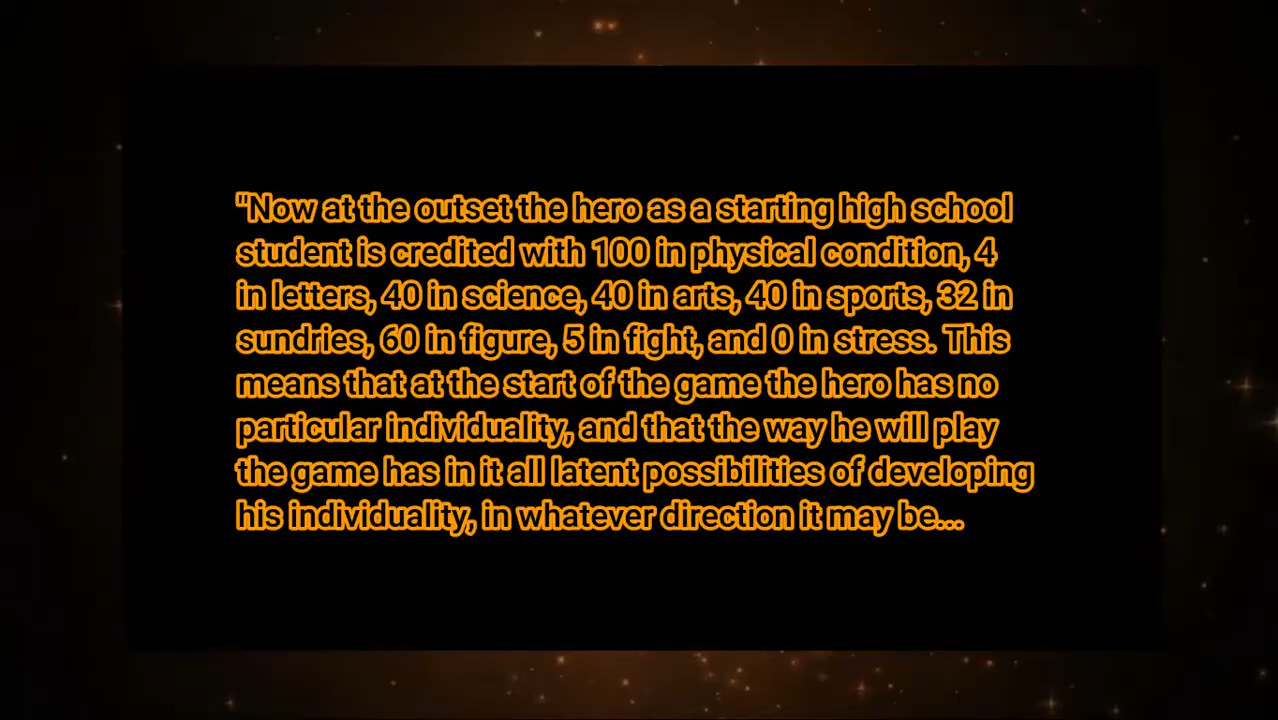 "Now at the outset the hero as a starting high school
student is credited with 100 in physical condition, 4
in letters, 40 in science, 40 in arts, 40 in sports, 32 in
sundries, 60 in figure, 5 in fight, and 0 in stress. This
means that at the start of the game the hero has no
particular individuality, and that the way he will play
the game has in it all latent possibilities of developing
his individuality, in whatever direction it may be...